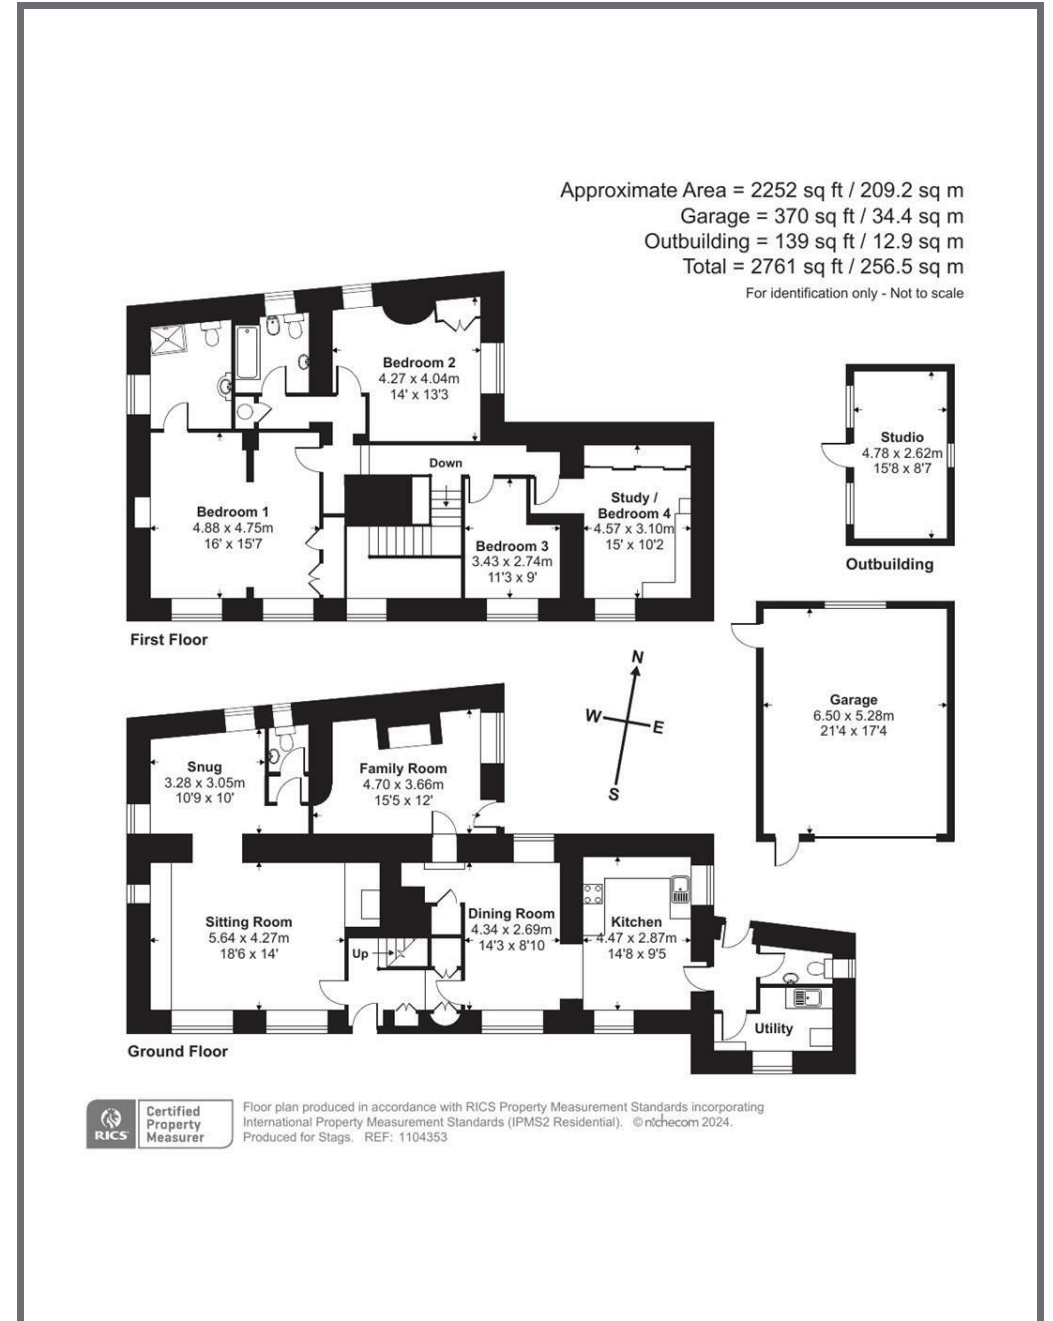 Approximate Area = 2252 sq ft / 209.2 sq m
Garage = 370 sq ft / 34.4 sq m
Outbuilding = 139 sq ft / 12.9 sq m
Total = 2761 sq ft / 256.5 sq m
For identification only - Not to scale
Bedroom 2
4.27 x 4.04m
14' x 13'3
Down
Bedroom 1
4.88 x 4.75m
16' x 15'7
Bedroom 3
3.43 x 2.74m
11'3 x 9'
Study /
Bedroom 4
4.57 x 3.10m
15' x 10'2
First Floor
Studio
4.78 x 2.62m
15'8 x 8'7
Outbuilding
Garage
6.50 x 5.28m
21'4 x 17'4
N
W
E
S
Snug
3.28 x 3.05m
10'9 x 10'
Family Room
4.70 x 3.66m
15'5 x 12'
Sitting Room
5.64 x 4.27m
18'6 x 14'
Up
Dining Room
4.34 x 2.69m
14'3 x 8'10
Kitchen
4.47 x 2.87m
14'8 x 9'5
Utility
Ground Floor
RICS
Certified
Property
Measurer
Floor plan produced in accordance with RICS Property Measurement Standards incorporating
International Property Measurement Standards (IPMS2 Residential). © nichecom 2024.
Produced for Stags. REF: 1104353